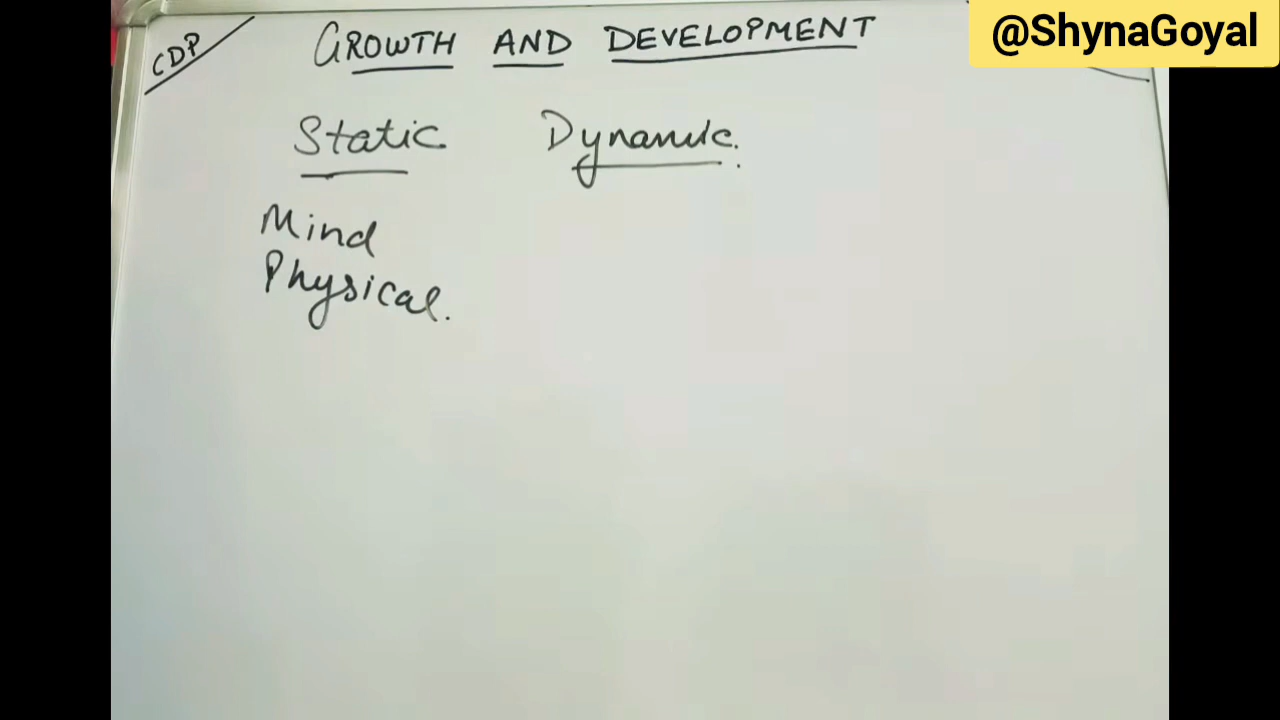 @ShynaGoyal
CDP
GROWTH AND DEVELOPMENT
Static Dynamic.
Mind
Physical.